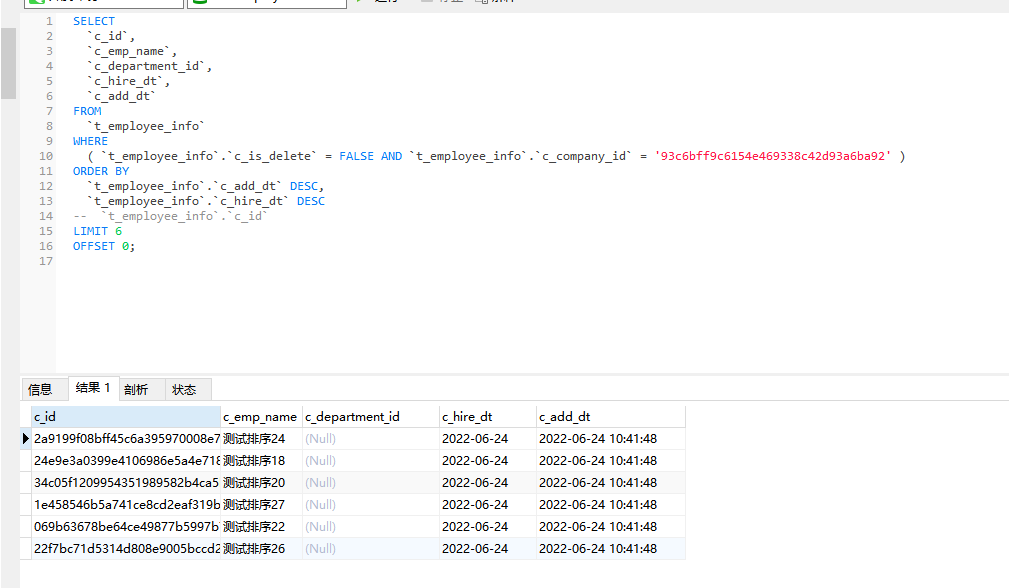 1 SELECT
2 `c_id`,
3 `c_emp_name`,
4 `c_department_id`,
5 `c_hire_dt`,
6 `c_add_dt`
7 FROM
8 `t_employee_info`
9 WHERE
10 ( `t_employee_info`.`c_is_delete` = FALSE AND `t_employee_info`.`c_company_id` = '93c6bff9c6154e469338c42d93a6ba92' )
11 ORDER BY
12 `t_employee_info`.`c_add_dt` DESC,
13 `t_employee_info`.`c_hire_dt` DESC
14 -- `t_employee_info`.`c_id`
15 LIMIT 6
16 OFFSET 0;
17
信息 结果 1 剖析 状态
c_id c_emp_name c_department_id c_hire_dt c_add_dt
2a9199f08bff45c6a395970008e7 测试排序24 (Null) 2022-06-24 2022-06-24 10:41:48
24e9e3a0399e4106986e5a4e718 测试排序18 (Null) 2022-06-24 2022-06-24 10:41:48
34c05f1209954351989582b4ca5 测试排序20 (Null) 2022-06-24 2022-06-24 10:41:48
1e458546b5a741ce8cd2eaf319b 测试排序27 (Null) 2022-06-24 2022-06-24 10:41:48
069b63678be64ce49877b5997b 测试排序22 (Null) 2022-06-24 2022-06-24 10:41:48
22f7bc71d5314d808e9005bccd2 测试排序26 (Null) 2022-06-24 2022-06-24 10:41:48